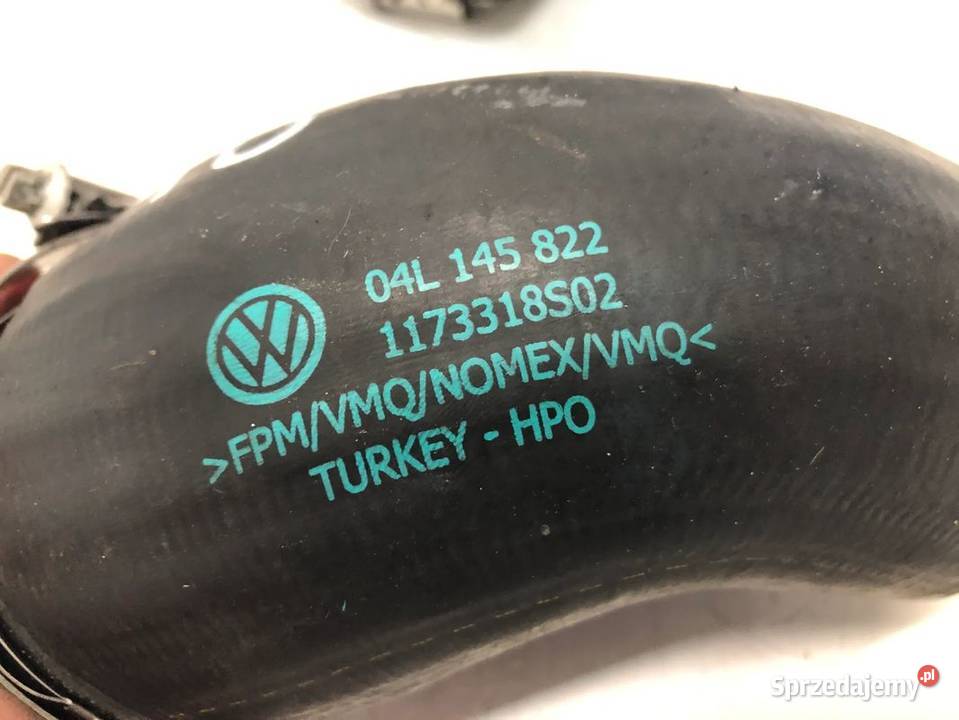 04L 145 822
1173318S02
>FPM/VMQ/NOMEX/VMQ<
TURKEY - HPO
Sprzedajemy.pl